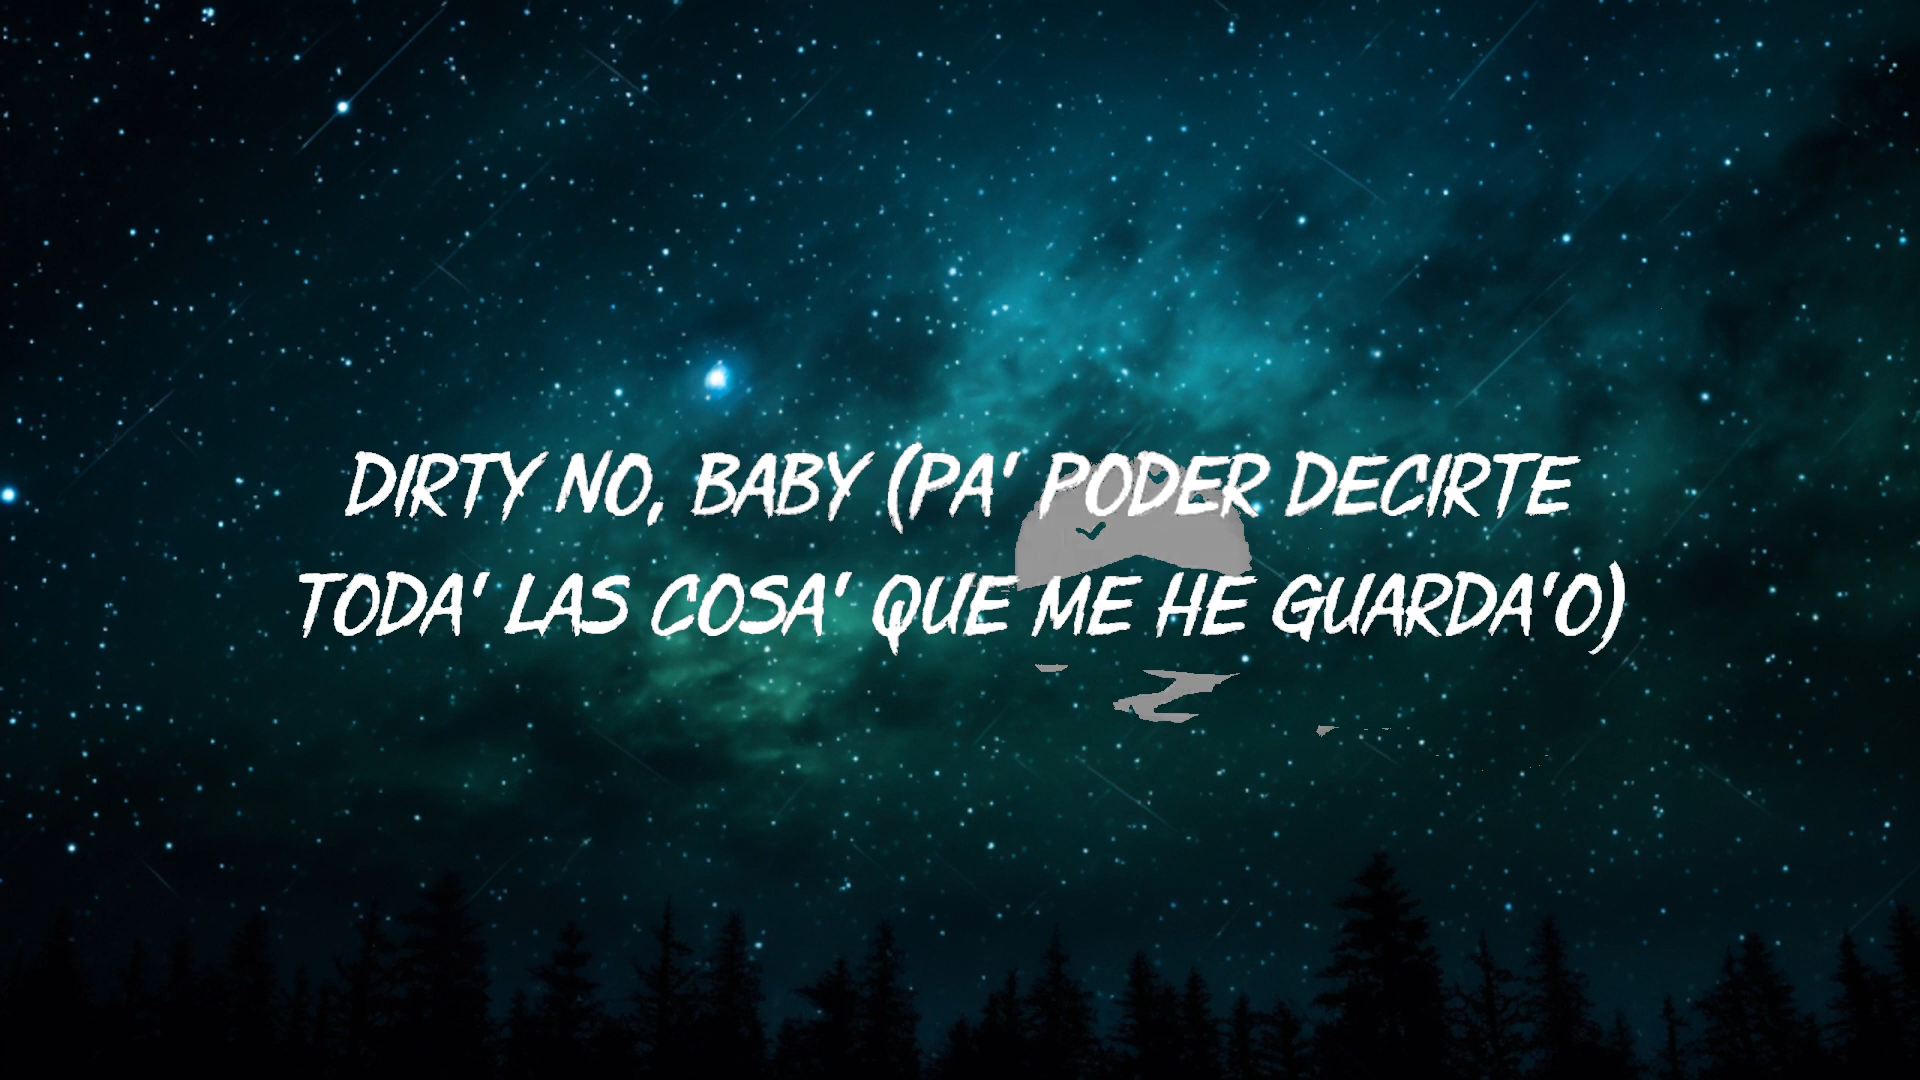 DIRTY NO, BABY (PA' PODER DECIRTE
TODA' LAS COSA' QUE ME HE GUARDA'O)